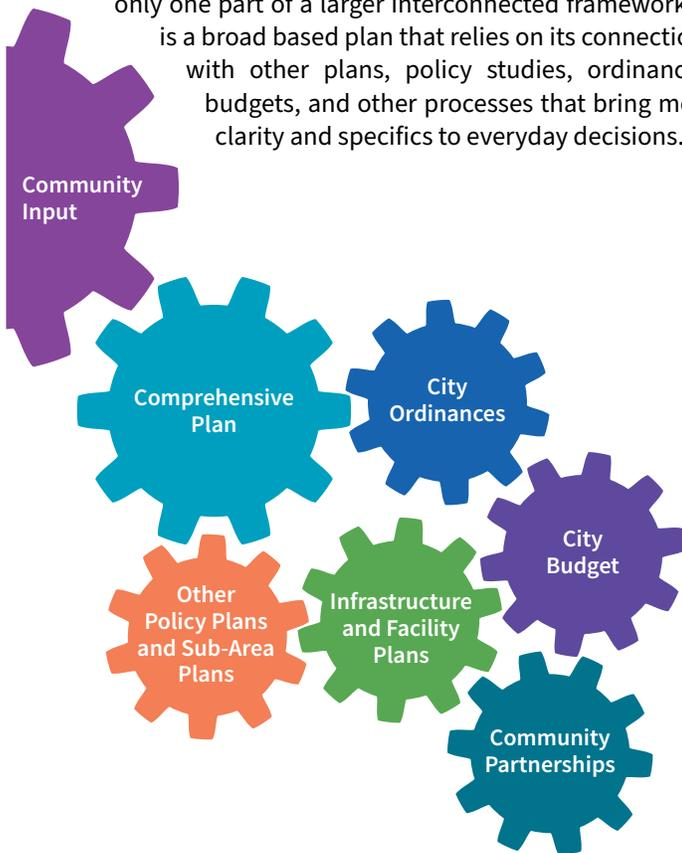 only one part of a larger interconnected framework
is a broad based plan that relies on its
with other plans, policy studies,
budgets, and other processes that bring
clarity and specifics to everyday decisions.
Community
Input
Comprehensive
Plan
City
Ordinances
City
Budget
Other
Policy Plans
and Sub-Area
Plans
Infrastructure
and Facility
Plans
Community
Partnerships